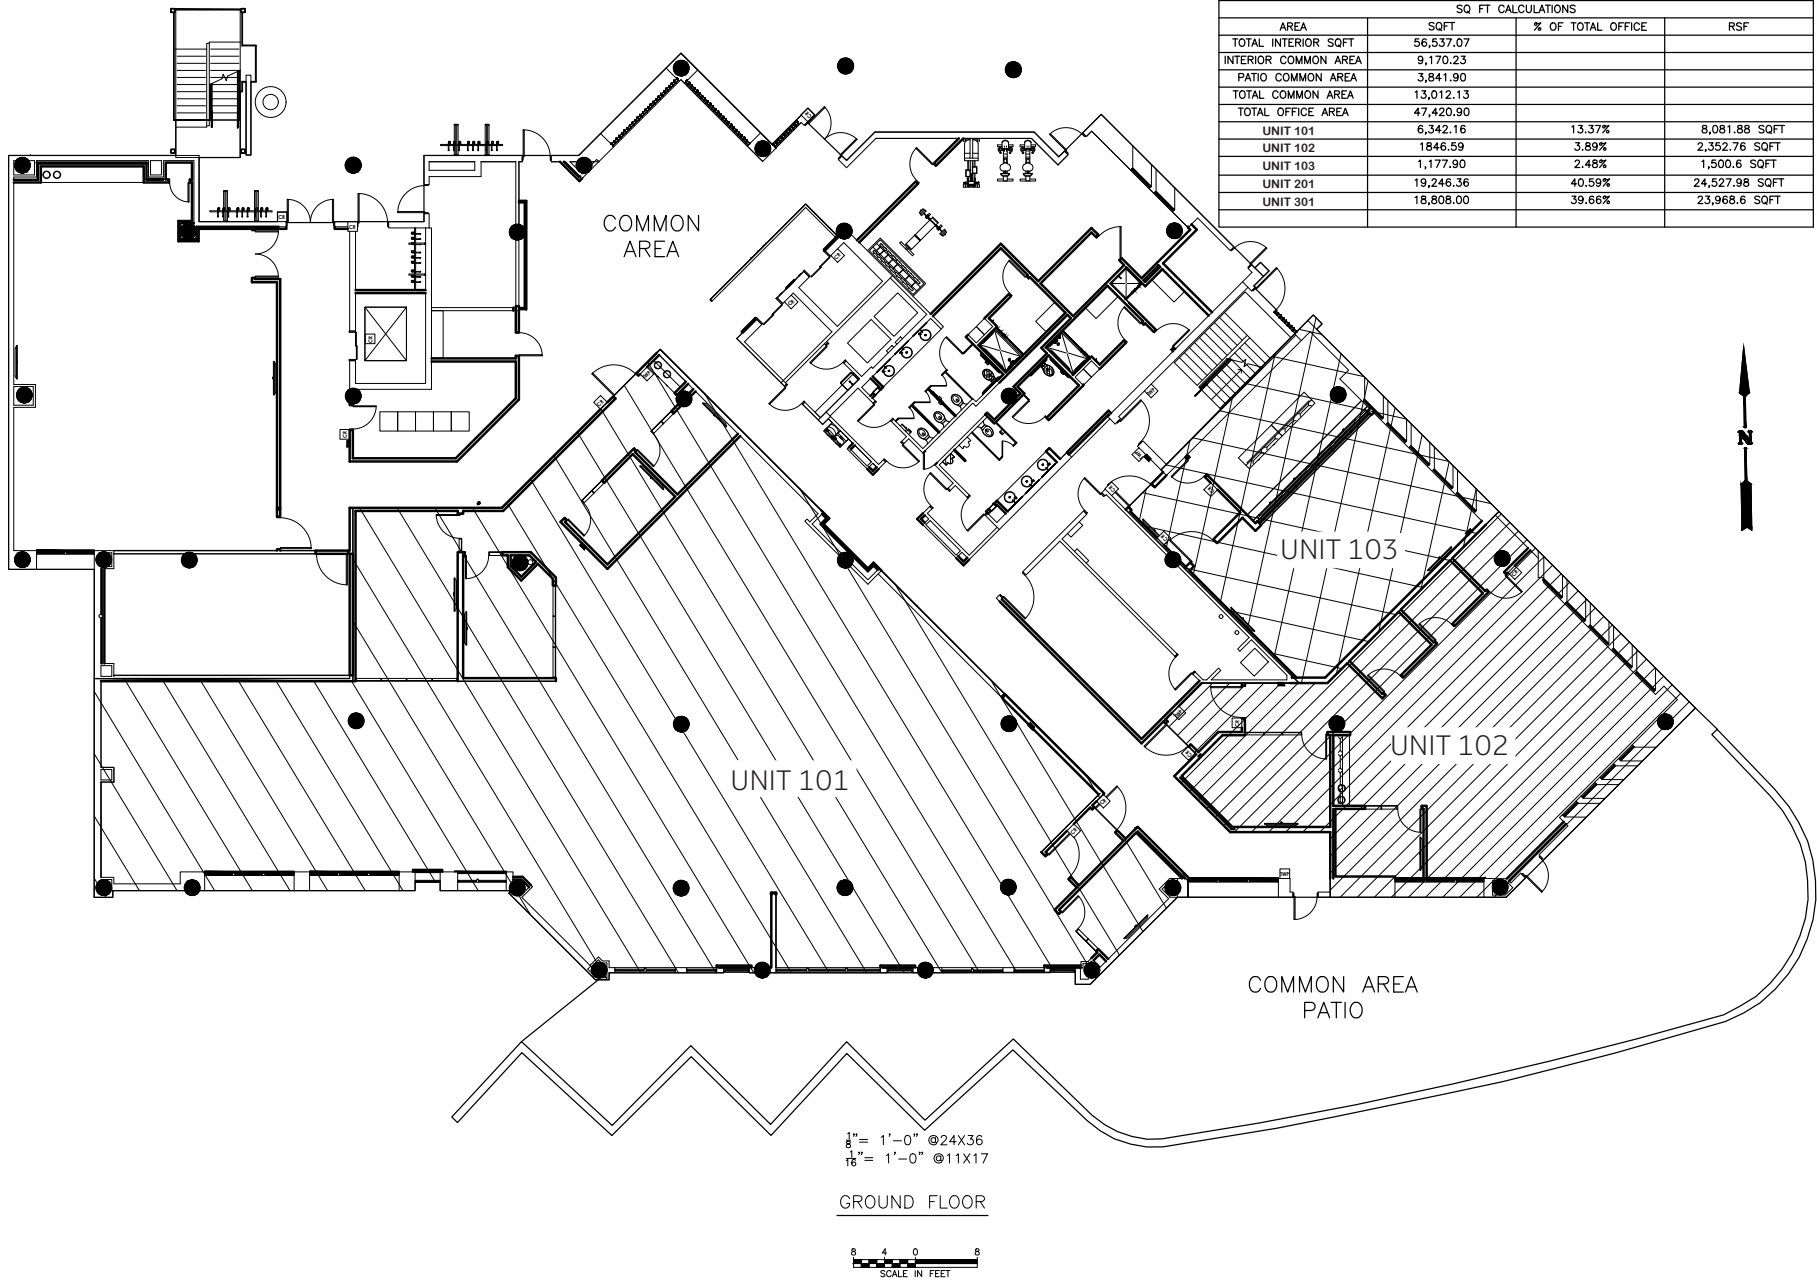 SQ FT CALCULATIONS
AREA SQFT % OF TOTAL OFFICE RSF
TOTAL INTERIOR SQFT 56,537.07
INTERIOR COMMON AREA 9,170.23
PATIO COMMON AREA 3,841.90
TOTAL COMMON AREA 13,012.13
TOTAL OFFICE AREA 47,420.90
UNIT 101 6,342.16 13.37% 8,081.88 SQFT
UNIT 102 1846.59 3.89% 2,352.76 SQFT
UNIT 103 1,177.90 2.48% 1,500.6 SQFT
UNIT 201 19,246.36 40.59% 24,527.98 SQFT
UNIT 301 18,808.00 39.66% 23,968.6 SQFT
COMMON
AREA
N
UNIT 103
UNIT 102
UNIT 101
COMMON AREA
PATIO
1/8"= 1'-0" @24X36
1/16"= 1'-0" @11X17
GROUND FLOOR
8 4 0 8
SCALE IN FEET